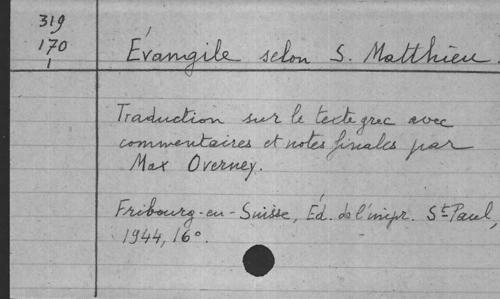 319
170
1
Évangile selon S. Matthieu.
Traduction sur le texte grec avec
commentaires et notes finales par
Max Overney.
Fribourg-en-Suisse, Éd. de l'impr. St Paul,
1944, 16°.